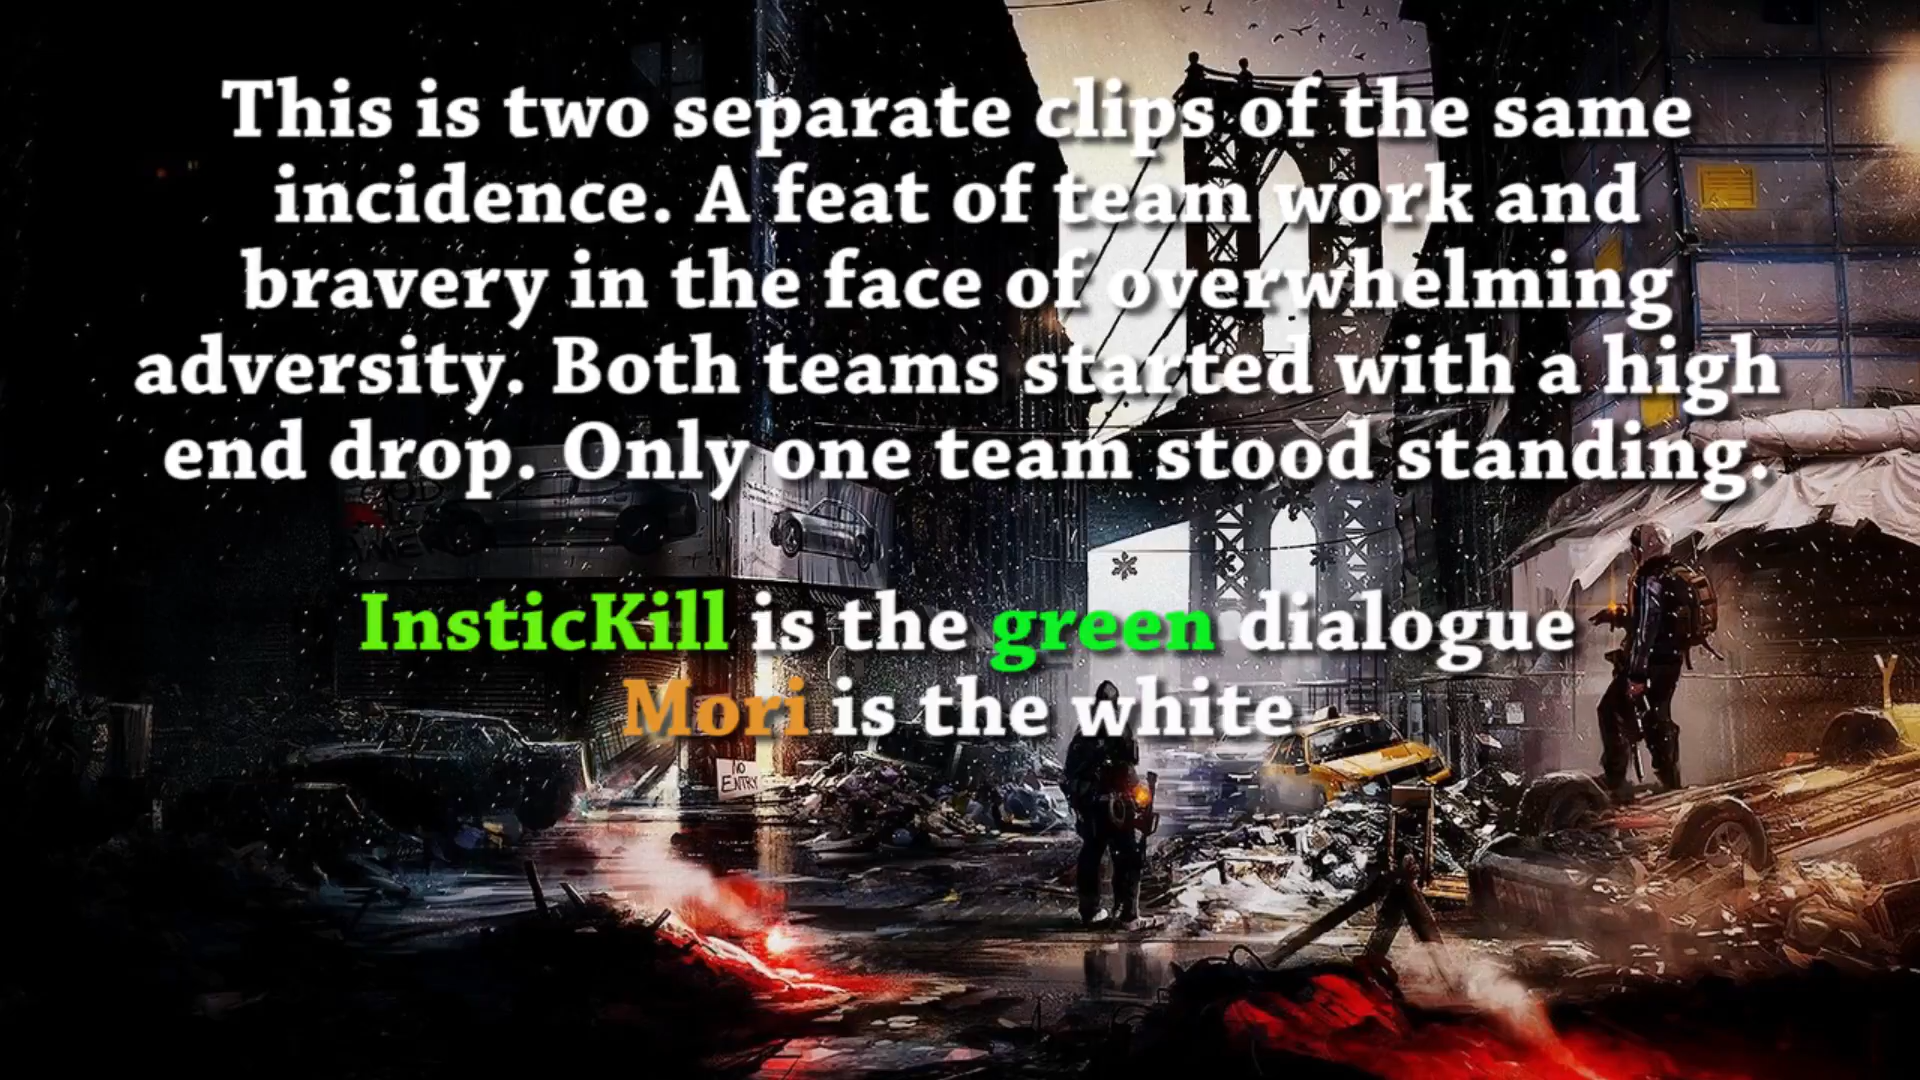 This is two separate clips of the same
incidence. A feat of team work and
bravery in the face of overwhelming
adversity. Both teams started with a high
end drop. Only one team stood standing.
InsticKill is the green dialogue
Mori is the white
NO
ENTRY